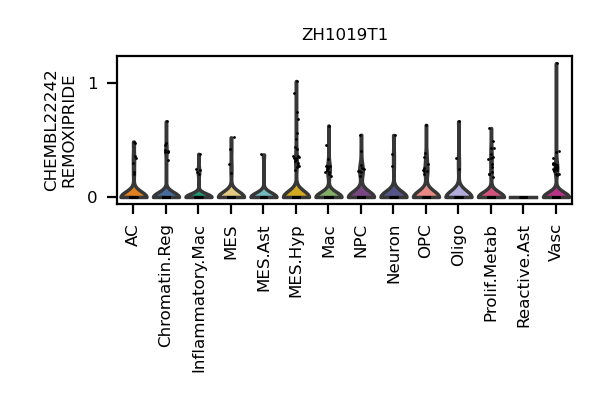 ZH1019T1
CHEMBL22242
REMOXIPRIDE
1
0
AC
Chromatin.Reg
Inflammatory.Mac
MES
MES.Ast
MES.Hyp
Mac
NPC
Neuron
OPC
Oligo
Prolif.Metab
Reactive.Ast
Vasc